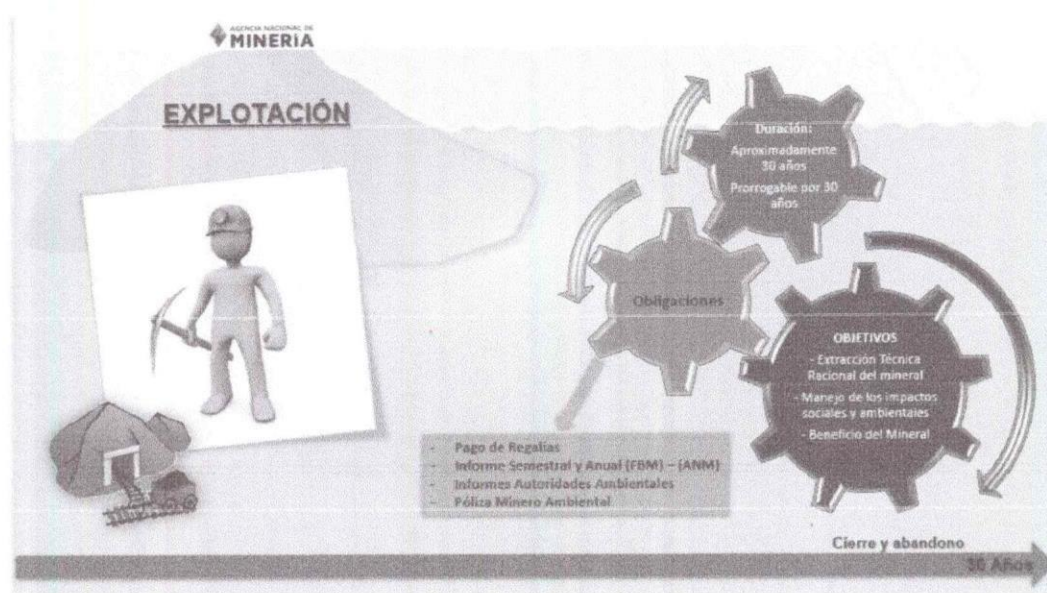 AGENCIA NACIONAL DE
MINERÍA
EXPLOTACIÓN
Duración:
Aproximadamente
30 años
Prorrogable por 30
años
Obligaciones
OBJETIVOS
- Extracción Técnica
Racional del mineral
- Manejo de los impactos
sociales y ambientales
- Beneficio del Mineral
- Pago de Regalías
- Informe Semestral y Anual (FBM) – (ANM)
- Informes Autoridades Ambientales
- Póliza Minero Ambiental
Cierre y abandono
30 Años